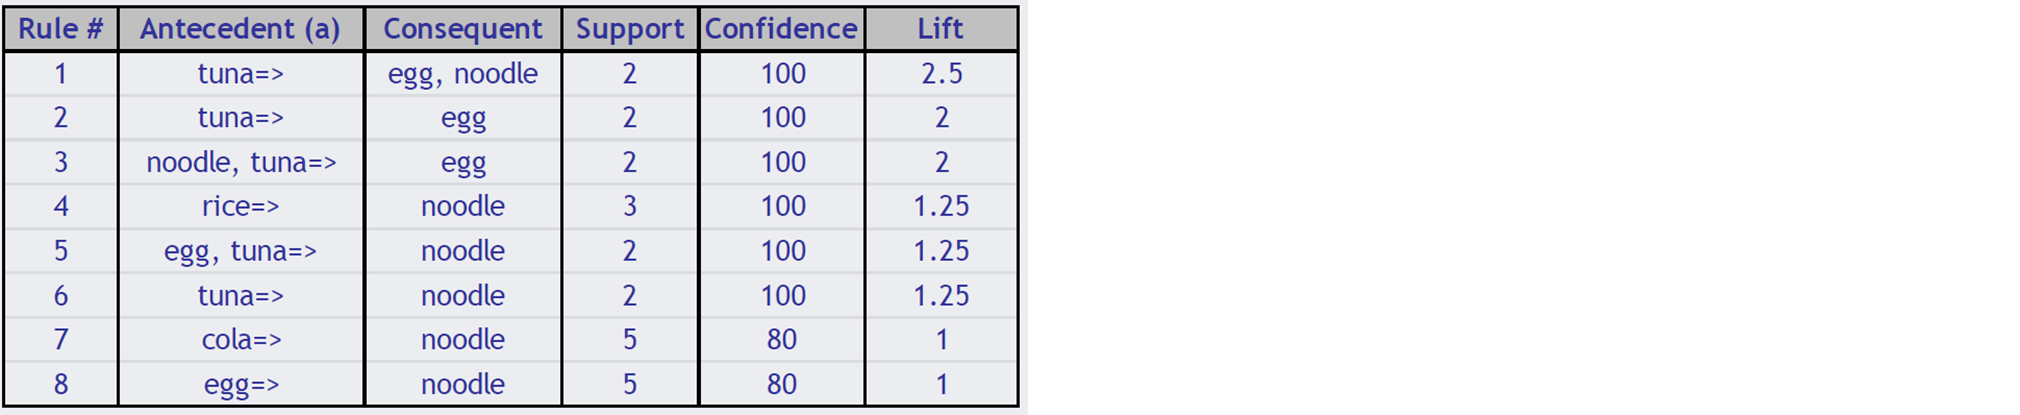 Rule # Antecedent (a) Consequent Support Confidence Lift
1 tuna=> egg, noodle 2 100 2.5
2 tuna=> egg 2 100 2
3 noodle, tuna=> egg 2 100 2
4 rice=> noodle 3 100 1.25
5 egg, tuna=> noodle 2 100 1.25
6 tuna=> noodle 2 100 1.25
7 cola=> noodle 5 80 1
8 egg=> noodle 5 80 1